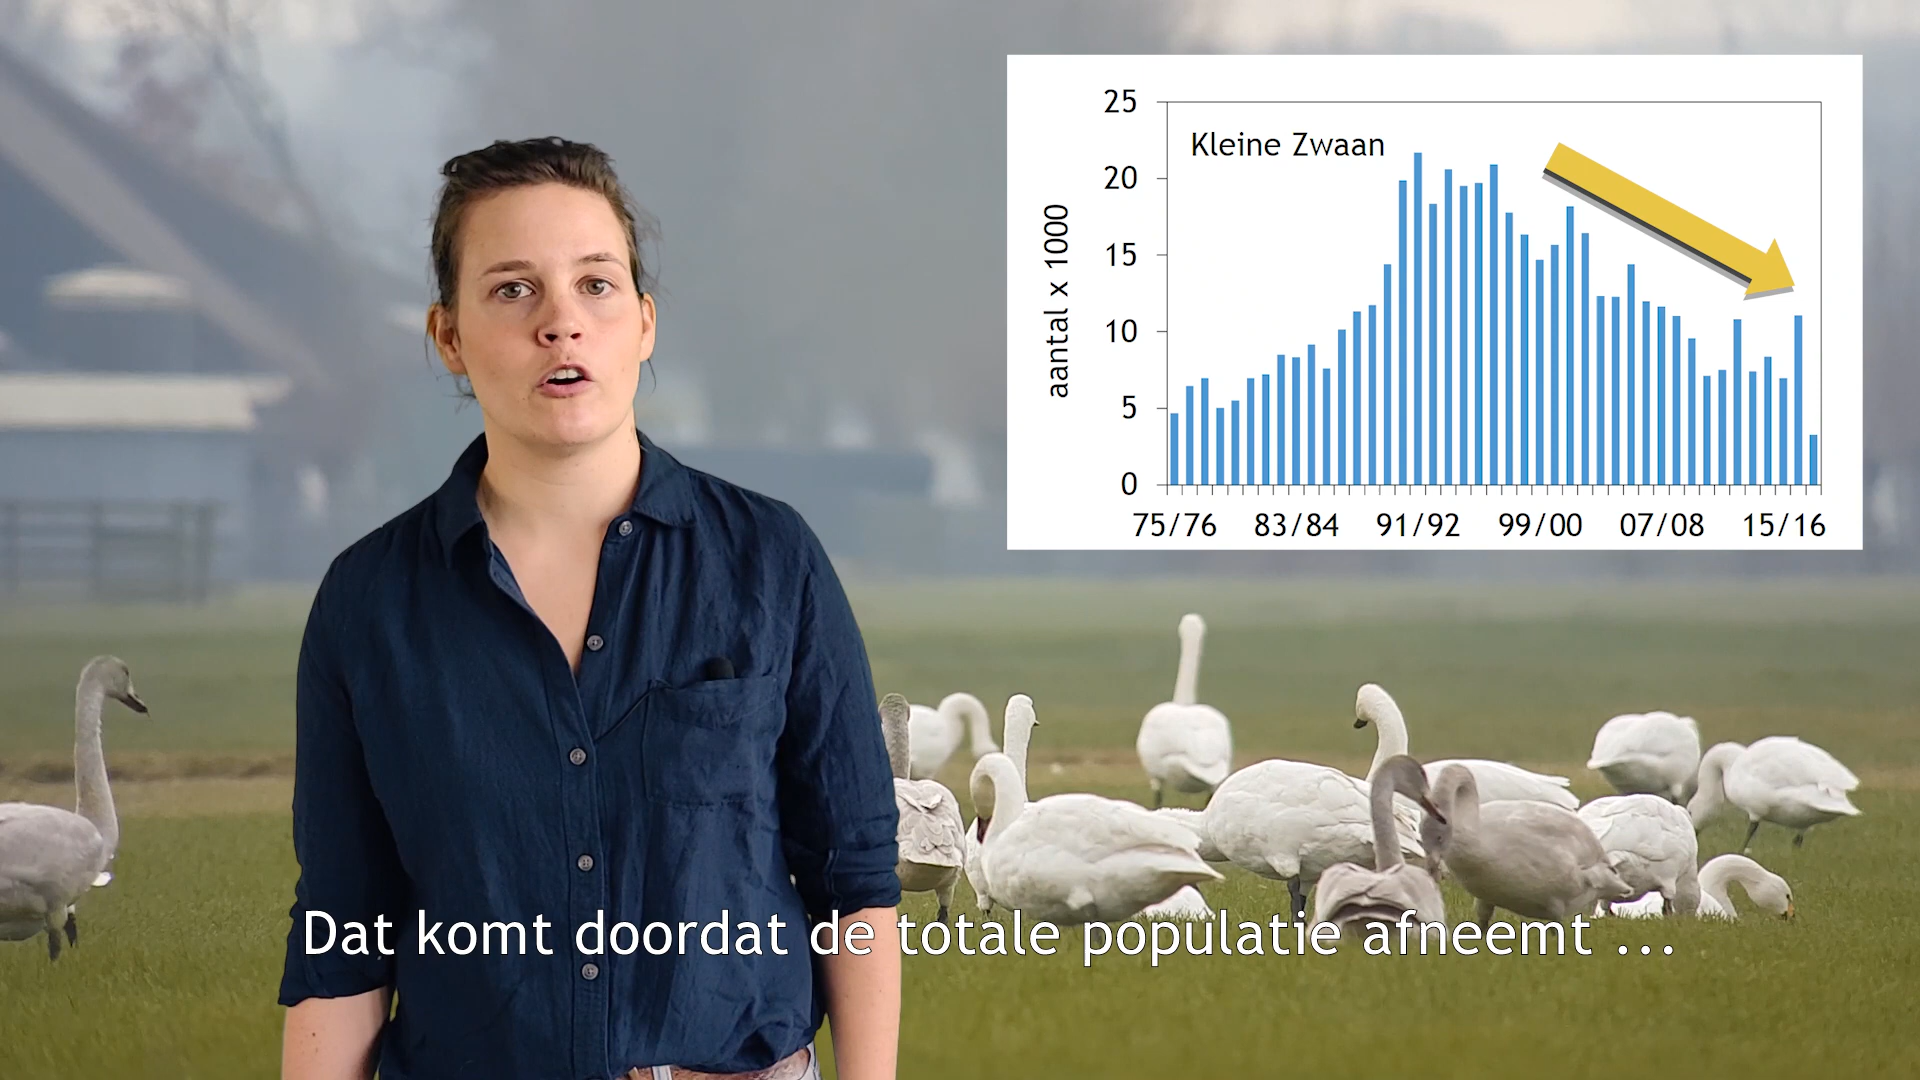 Kleine Zwaan
aantal x 1000
25
20
15
10
5
0
75/76 83/84 91/92 99/00 07/08 15/16
Dat komt doordat de totale populatie afneemt ...